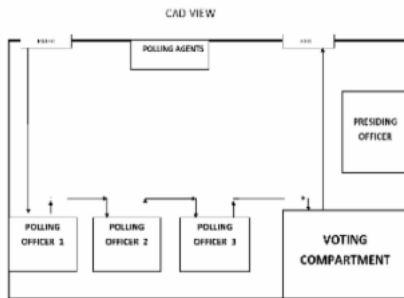 CAD VIEW
POLLING AGENTS
PRESIDING
OFFICER
POLLING
OFFICER 1
POLLING
OFFICER 2
POLLING
OFFICER 3
VOTING
COMPARTMENT